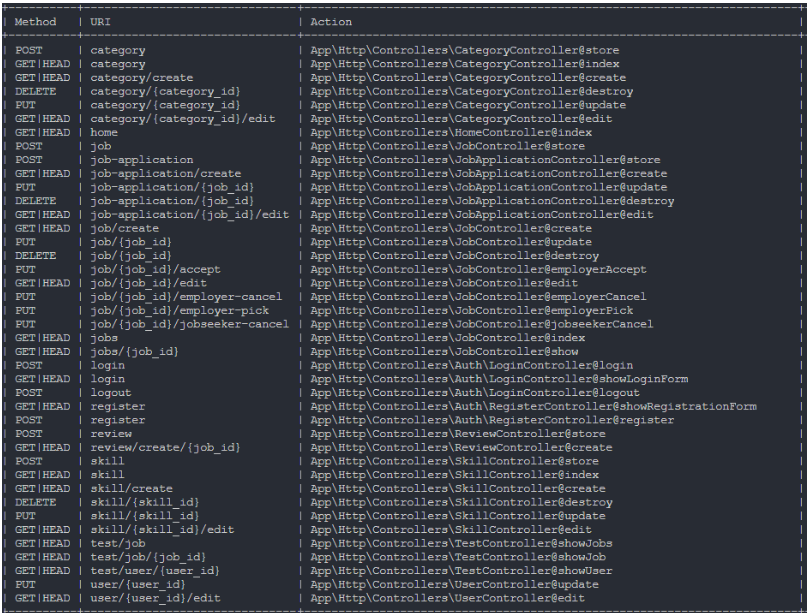 | Method | URI | Action |
| POST | category | App\Http\Controllers\CategoryController@store |
| GET|HEAD | category | App\Http\Controllers\CategoryController@index |
| GET|HEAD | category/create | App\Http\Controllers\CategoryController@create |
| DELETE | category/{category_id} | App\Http\Controllers\CategoryController@destroy |
| PUT | category/{category_id} | App\Http\Controllers\CategoryController@update |
| GET|HEAD | category/{category_id}/edit | App\Http\Controllers\CategoryController@edit |
| GET|HEAD | home | App\Http\Controllers\HomeController@index |
| POST | job | App\Http\Controllers\JobController@store |
| POST | job-application | App\Http\Controllers\JobApplicationController@store |
| GET|HEAD | job-application/create | App\Http\Controllers\JobApplicationController@create |
| PUT | job-application/{job_id} | App\Http\Controllers\JobApplicationController@update |
| DELETE | job-application/{job_id} | App\Http\Controllers\JobApplicationController@destroy |
| GET|HEAD | job-application/{job_id}/edit | App\Http\Controllers\JobApplicationController@edit |
| GET|HEAD | job/create | App\Http\Controllers\JobController@create |
| PUT | job/{job_id} | App\Http\Controllers\JobController@update |
| DELETE | job/{job_id} | App\Http\Controllers\JobController@destroy |
| PUT | job/{job_id}/accept | App\Http\Controllers\JobController@employerAccept |
| GET|HEAD | job/{job_id}/edit | App\Http\Controllers\JobController@edit |
| PUT | job/{job_id}/employer-cancel | App\Http\Controllers\JobController@employerCancel |
| PUT | job/{job_id}/employer-pick | App\Http\Controllers\JobController@employerPick |
| PUT | job/{job_id}/jobseeker-cancel | App\Http\Controllers\JobController@jobseekerCancel |
| GET|HEAD | jobs | App\Http\Controllers\JobController@index |
| GET|HEAD | jobs/{job_id} | App\Http\Controllers\JobController@show |
| POST | login | App\Http\Controllers\Auth\LoginController@login |
| GET|HEAD | login | App\Http\Controllers\Auth\LoginController@showLoginForm |
| POST | logout | App\Http\Controllers\Auth\LoginController@logout |
| GET|HEAD | register | App\Http\Controllers\Auth\RegisterController@showRegistrationForm |
| POST | register | App\Http\Controllers\Auth\RegisterController@register |
| POST | review | App\Http\Controllers\ReviewController@store |
| GET|HEAD | review/create/{job_id} | App\Http\Controllers\ReviewController@create |
| POST | skill | App\Http\Controllers\SkillController@store |
| GET|HEAD | skill | App\Http\Controllers\SkillController@index |
| GET|HEAD | skill/create | App\Http\Controllers\SkillController@create |
| DELETE | skill/{skill_id} | App\Http\Controllers\SkillController@destroy |
| PUT | skill/{skill_id} | App\Http\Controllers\SkillController@update |
| GET|HEAD | skill/{skill_id}/edit | App\Http\Controllers\SkillController@edit |
| GET|HEAD | test/job | App\Http\Controllers\TestController@showJobs |
| GET|HEAD | test/job/{job_id} | App\Http\Controllers\TestController@showJob |
| GET|HEAD | test/user/{user_id} | App\Http\Controllers\TestController@showUser |
| PUT | user/{user_id} | App\Http\Controllers\UserController@update |
| GET|HEAD | user/{user_id}/edit | App\Http\Controllers\UserController@edit |